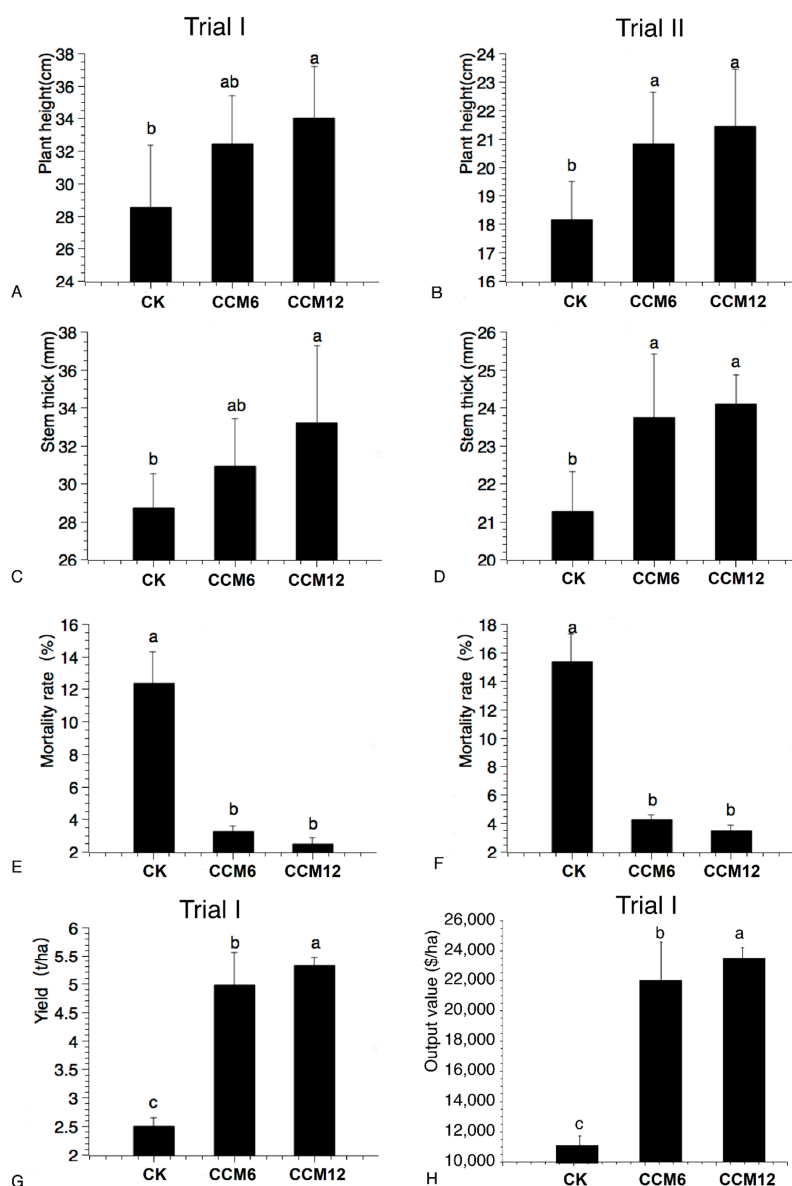 Trial I
Plant height(cm)
38
36
34
32
30
28
26
24
b
ab
a
CK CCM6 CCM12
A
Trial II
Plant height(cm)
24
23
22
21
20
19
18
17
16
b
a
a
CK CCM6 CCM12
B
Stem thick (mm)
38
36
34
32
30
28
26
b
ab
a
CK CCM6 CCM12
C
Stem thick (mm)
26
25
24
23
22
21
20
b
a
a
CK CCM6 CCM12
D
Mortality rate (%)
16
14
12
10
8
6
4
2
a
b
b
CK CCM6 CCM12
E
Mortality rate (%)
18
16
14
12
10
8
6
4
2
a
b
b
CK CCM6 CCM12
F
Trial I
Yield (t/ha)
6
5.5
5
4.5
4
3.5
3
2.5
2
c
b
a
CK CCM6 CCM12
G
Trial I
Output value ($/ha)
26,000
24,000
22,000
20,000
18,000
16,000
14,000
12,000
10,000
c
b
a
CK CCM6 CCM12
H